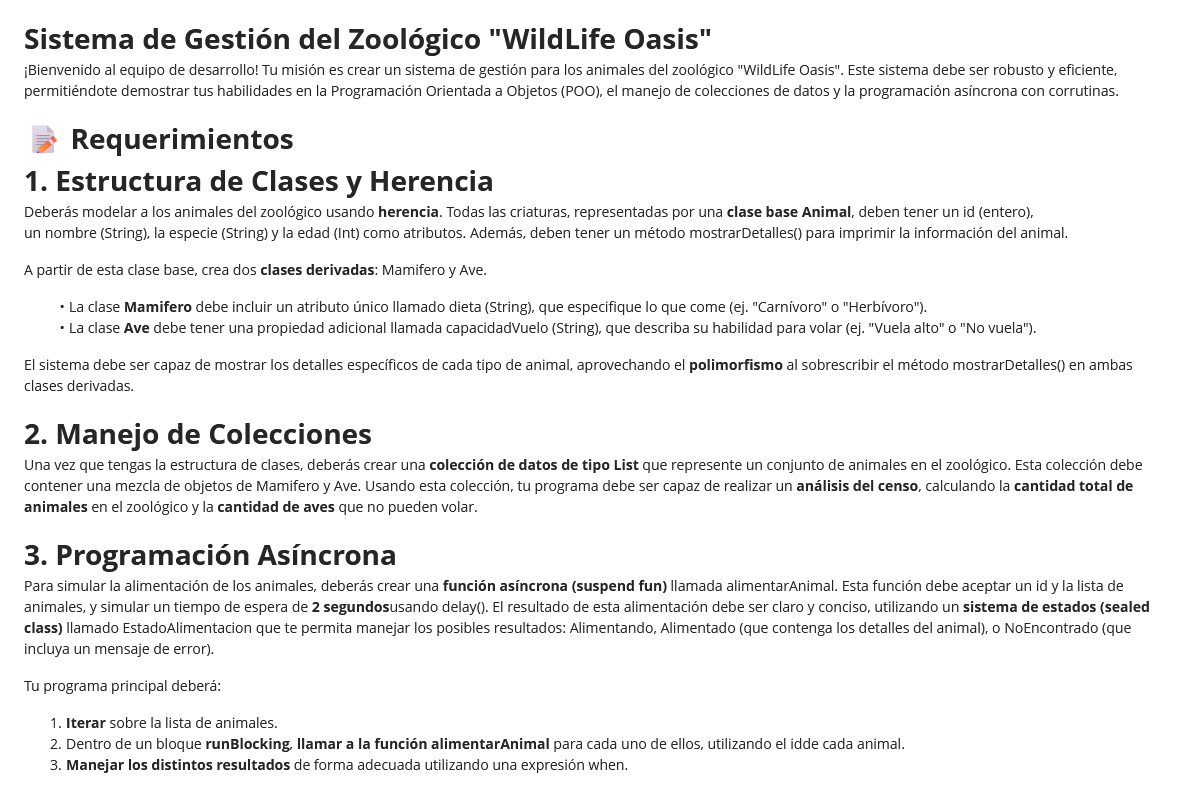 Sistema de Gestión del Zoológico "WildLife Oasis"
¡Bienvenido al equipo de desarrollo! Tu misión es crear un sistema de gestión para los animales del zoológico "WildLife Oasis". Este sistema debe ser robusto y eficiente,
permitiéndote demostrar tus habilidades en la Programación Orientada a Objetos (POO), el manejo de colecciones de datos y la programación asíncrona con corrutinas.
Requerimientos
1. Estructura de Clases y Herencia
Deberás modelar a los animales del zoológico usando herencia. Todas las criaturas, representadas por una clase base Animal, deben tener un id (entero),
un nombre (String), la especie (String) y la edad (Int) como atributos. Además, deben tener un método mostrarDetalles() para imprimir la información del animal.
A partir de esta clase base, crea dos clases derivadas: Mamifero y Ave.
• La clase Mamifero debe incluir un atributo único llamado dieta (String), que especifique lo que come (ej. "Carnívoro" o "Herbívoro").
• La clase Ave debe tener una propiedad adicional llamada capacidadVuelo (String), que describa su habilidad para volar (ej. "Vuela alto" o "No vuela").
El sistema debe ser capaz de mostrar los detalles específicos de cada tipo de animal, aprovechando el polimorfismo al sobrescribir el método mostrarDetalles() en ambas
clases derivadas.
2. Manejo de Colecciones
Una vez que tengas la estructura de clases, deberás crear una colección de datos de tipo List que represente un conjunto de animales en el zoológico. Esta colección debe
contener una mezcla de objetos de Mamifero y Ave. Usando esta colección, tu programa debe ser capaz de realizar un análisis del censo, calculando la cantidad total de
animales en el zoológico y la cantidad de aves que no pueden volar.
3. Programación Asíncrona
Para simular la alimentación de los animales, deberás crear una función asíncrona (suspend fun) llamada alimentarAnimal. Esta función debe aceptar un id y la lista de
animales, y simular un tiempo de espera de 2 segundosusando delay(). El resultado de esta alimentación debe ser claro y conciso, utilizando un sistema de estados (sealed
class) llamado EstadoAlimentacion que te permita manejar los posibles resultados: Alimentando, Alimentado (que contenga los detalles del animal), o NoEncontrado (que
incluya un mensaje de error).
Tu programa principal deberá:
1. Iterar sobre la lista de animales.
2. Dentro de un bloque runBlocking, llamar a la función alimentarAnimal para cada uno de ellos, utilizando el idde cada animal.
3. Manejar los distintos resultados de forma adecuada utilizando una expresión when.